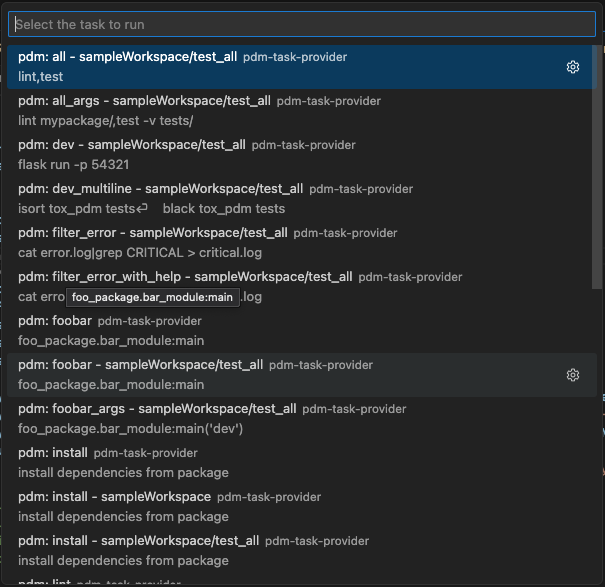 Select the task to run
pdm: all - sampleWorkspace/test_all pdm-task-provider
lint,test
pdm: all_args - sampleWorkspace/test_all pdm-task-provider
lint mypackage/,test -v tests/
pdm: dev - sampleWorkspace/test_all pdm-task-provider
flask run -p 54321
pdm: dev_multiline - sampleWorkspace/test_all pdm-task-provider
isort tox_pdm tests⏎ black tox_pdm tests
pdm: filter_error - sampleWorkspace/test_all pdm-task-provider
cat error.log|grep CRITICAL > critical.log
pdm: filter_error_with_help - sampleWorkspace/test_all pdm-task-provider
cat erro foo_package.bar_module:main .log
pdm: foobar pdm-task-provider
foo_package.bar_module:main
pdm: foobar - sampleWorkspace/test_all pdm-task-provider
foo_package.bar_module:main
pdm: foobar_args - sampleWorkspace/test_all pdm-task-provider
foo_package.bar_module:main('dev')
pdm: install pdm-task-provider
install dependencies from package
pdm: install - sampleWorkspace pdm-task-provider
install dependencies from package
pdm: install - sampleWorkspace/test_all pdm-task-provider
install dependencies from package
pdm: lint pdm-task-provider